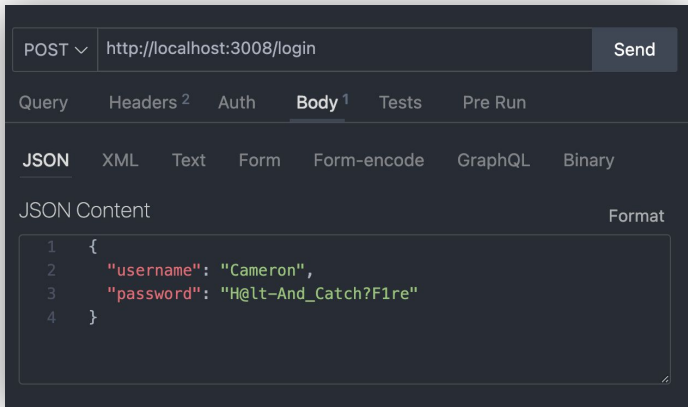 POST http://localhost:3008/login Send
Query Headers 2 Auth Body 1 Tests Pre Run
JSON XML Text Form Form-encode GraphQL Binary
JSON Content Format
1 {
2 "username": "Cameron",
3 "password": "H@lt-And_Catch?F1re"
4 }